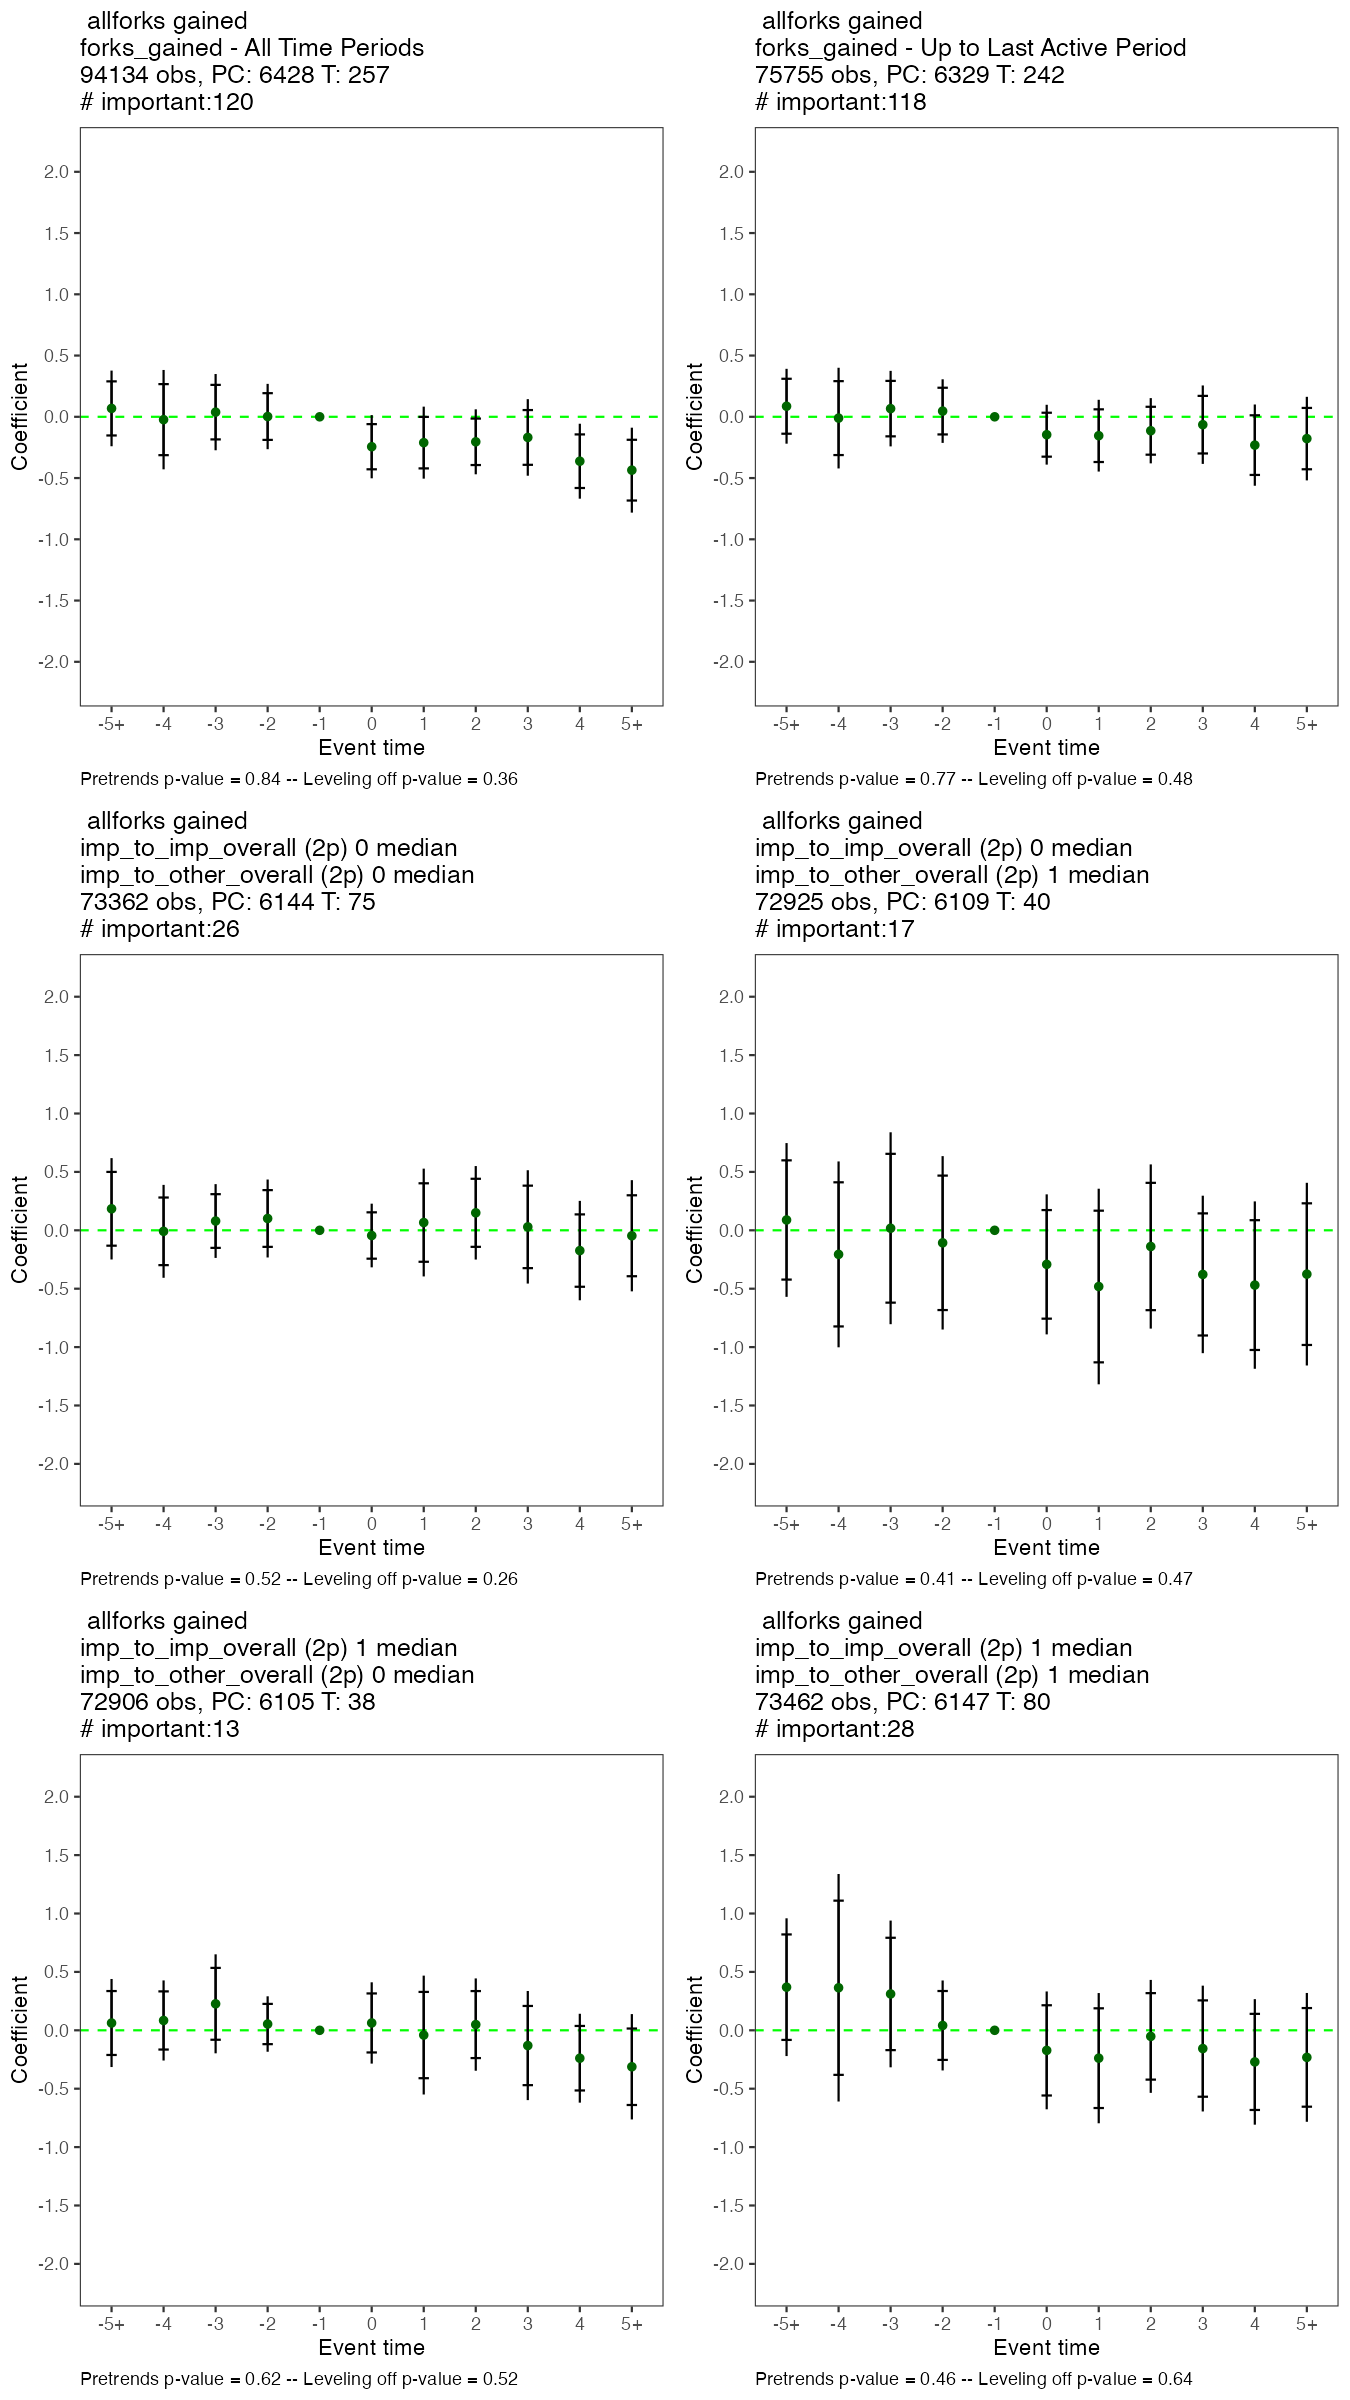 allforks gained
forks_gained - All Time Periods
94134 obs, PC: 6428 T: 257
# important:120
2.0
1.5
1.0
0.5
0.0
-0.5
-1.0
-1.5
-2.0
Coefficient
-5+ -4 -3 -2 -1 0 1 2 3 4 5+
Event time
Pretrends p-value = 0.84 -- Leveling off p-value = 0.36
allforks gained
forks_gained - Up to Last Active Period
75755 obs, PC: 6329 T: 242
# important:118
2.0
1.5
1.0
0.5
0.0
-0.5
-1.0
-1.5
-2.0
Coefficient
-5+ -4 -3 -2 -1 0 1 2 3 4 5+
Event time
Pretrends p-value = 0.77 -- Leveling off p-value = 0.48
allforks gained
imp_to_imp_overall (2p) 0 median
imp_to_other_overall (2p) 0 median
73362 obs, PC: 6144 T: 75
# important:26
2.0
1.5
1.0
0.5
0.0
-0.5
-1.0
-1.5
-2.0
Coefficient
-5+ -4 -3 -2 -1 0 1 2 3 4 5+
Event time
Pretrends p-value = 0.52 -- Leveling off p-value = 0.26
allforks gained
imp_to_imp_overall (2p) 0 median
imp_to_other_overall (2p) 1 median
72925 obs, PC: 6109 T: 40
# important:17
2.0
1.5
1.0
0.5
0.0
-0.5
-1.0
-1.5
-2.0
Coefficient
-5+ -4 -3 -2 -1 0 1 2 3 4 5+
Event time
Pretrends p-value = 0.41 -- Leveling off p-value = 0.47
allforks gained
imp_to_imp_overall (2p) 1 median
imp_to_other_overall (2p) 0 median
72906 obs, PC: 6105 T: 38
# important:13
2.0
1.5
1.0
0.5
0.0
-0.5
-1.0
-1.5
-2.0
Coefficient
-5+ -4 -3 -2 -1 0 1 2 3 4 5+
Event time
Pretrends p-value = 0.62 -- Leveling off p-value = 0.52
allforks gained
imp_to_imp_overall (2p) 1 median
imp_to_other_overall (2p) 1 median
73462 obs, PC: 6147 T: 80
# important:28
2.0
1.5
1.0
0.5
0.0
-0.5
-1.0
-1.5
-2.0
Coefficient
-5+ -4 -3 -2 -1 0 1 2 3 4 5+
Event time
Pretrends p-value = 0.46 -- Leveling off p-value = 0.64